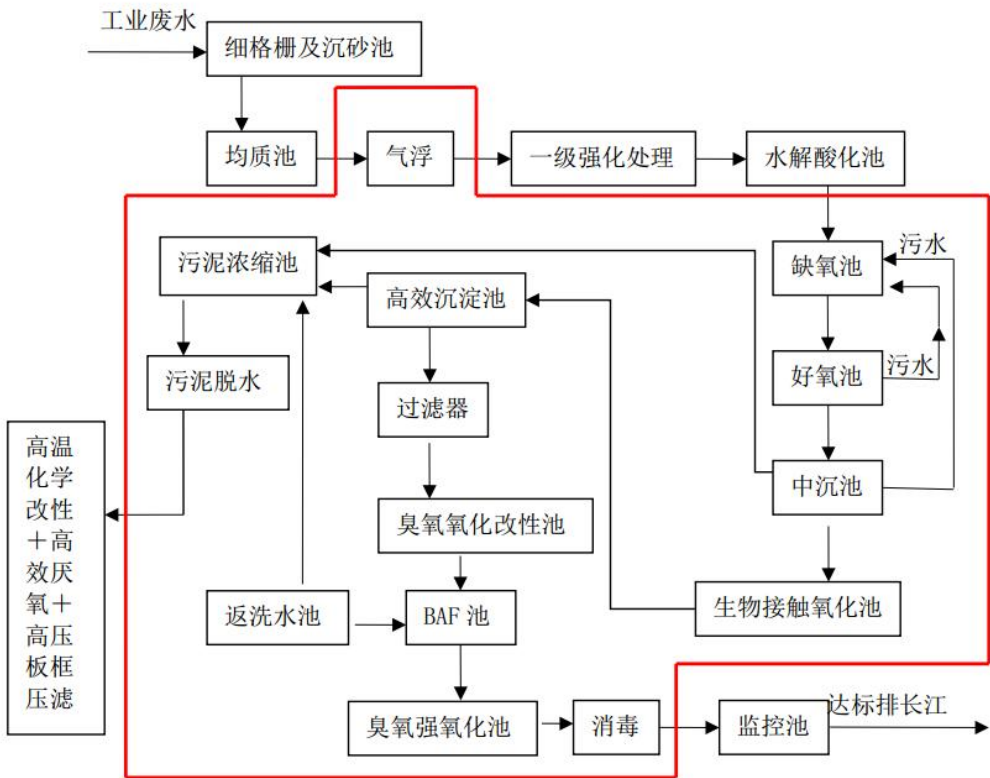 工业废水
细格栅及沉砂池
均质池
气浮
一级强化处理
水解酸化池
污泥浓缩池
高效沉淀池
缺氧池
污水
污泥脱水
过滤器
好氧池
污水
高温
化学
改性
＋高
效厌
氧＋
高压
板框
压滤
中沉池
臭氧氧化改性池
返洗水池
BAF 池
生物接触氧化池
臭氧强氧化池
消毒
监控池
达标排长江